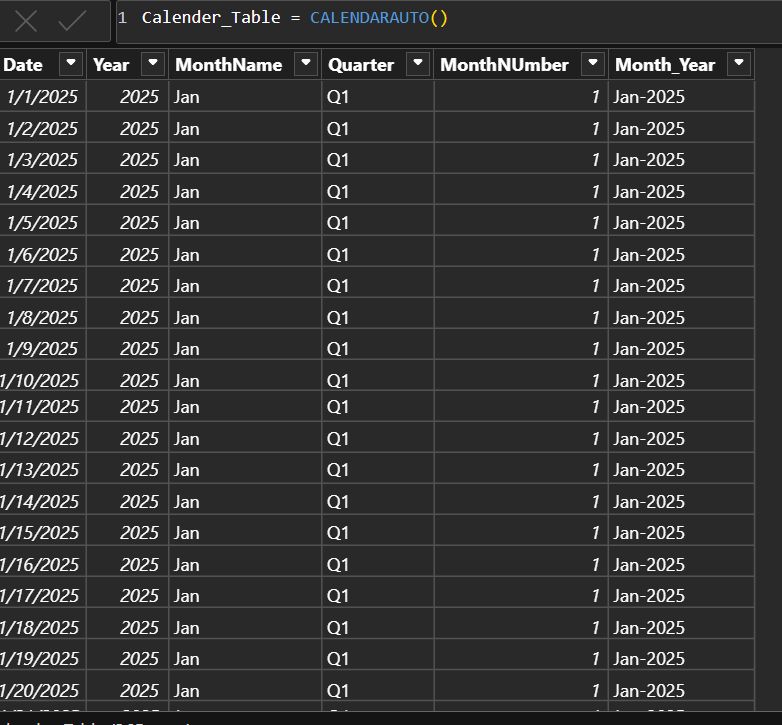 1 Calender_Table = CALENDARAUTO()
Date Year MonthName Quarter MonthNUmber Month_Year
1/1/2025 2025 Jan Q1 1 Jan-2025
1/2/2025 2025 Jan Q1 1 Jan-2025
1/3/2025 2025 Jan Q1 1 Jan-2025
1/4/2025 2025 Jan Q1 1 Jan-2025
1/5/2025 2025 Jan Q1 1 Jan-2025
1/6/2025 2025 Jan Q1 1 Jan-2025
1/7/2025 2025 Jan Q1 1 Jan-2025
1/8/2025 2025 Jan Q1 1 Jan-2025
1/9/2025 2025 Jan Q1 1 Jan-2025
1/10/2025 2025 Jan Q1 1 Jan-2025
1/11/2025 2025 Jan Q1 1 Jan-2025
1/12/2025 2025 Jan Q1 1 Jan-2025
1/13/2025 2025 Jan Q1 1 Jan-2025
1/14/2025 2025 Jan Q1 1 Jan-2025
1/15/2025 2025 Jan Q1 1 Jan-2025
1/16/2025 2025 Jan Q1 1 Jan-2025
1/17/2025 2025 Jan Q1 1 Jan-2025
1/18/2025 2025 Jan Q1 1 Jan-2025
1/19/2025 2025 Jan Q1 1 Jan-2025
1/20/2025 2025 Jan Q1 1 Jan-2025